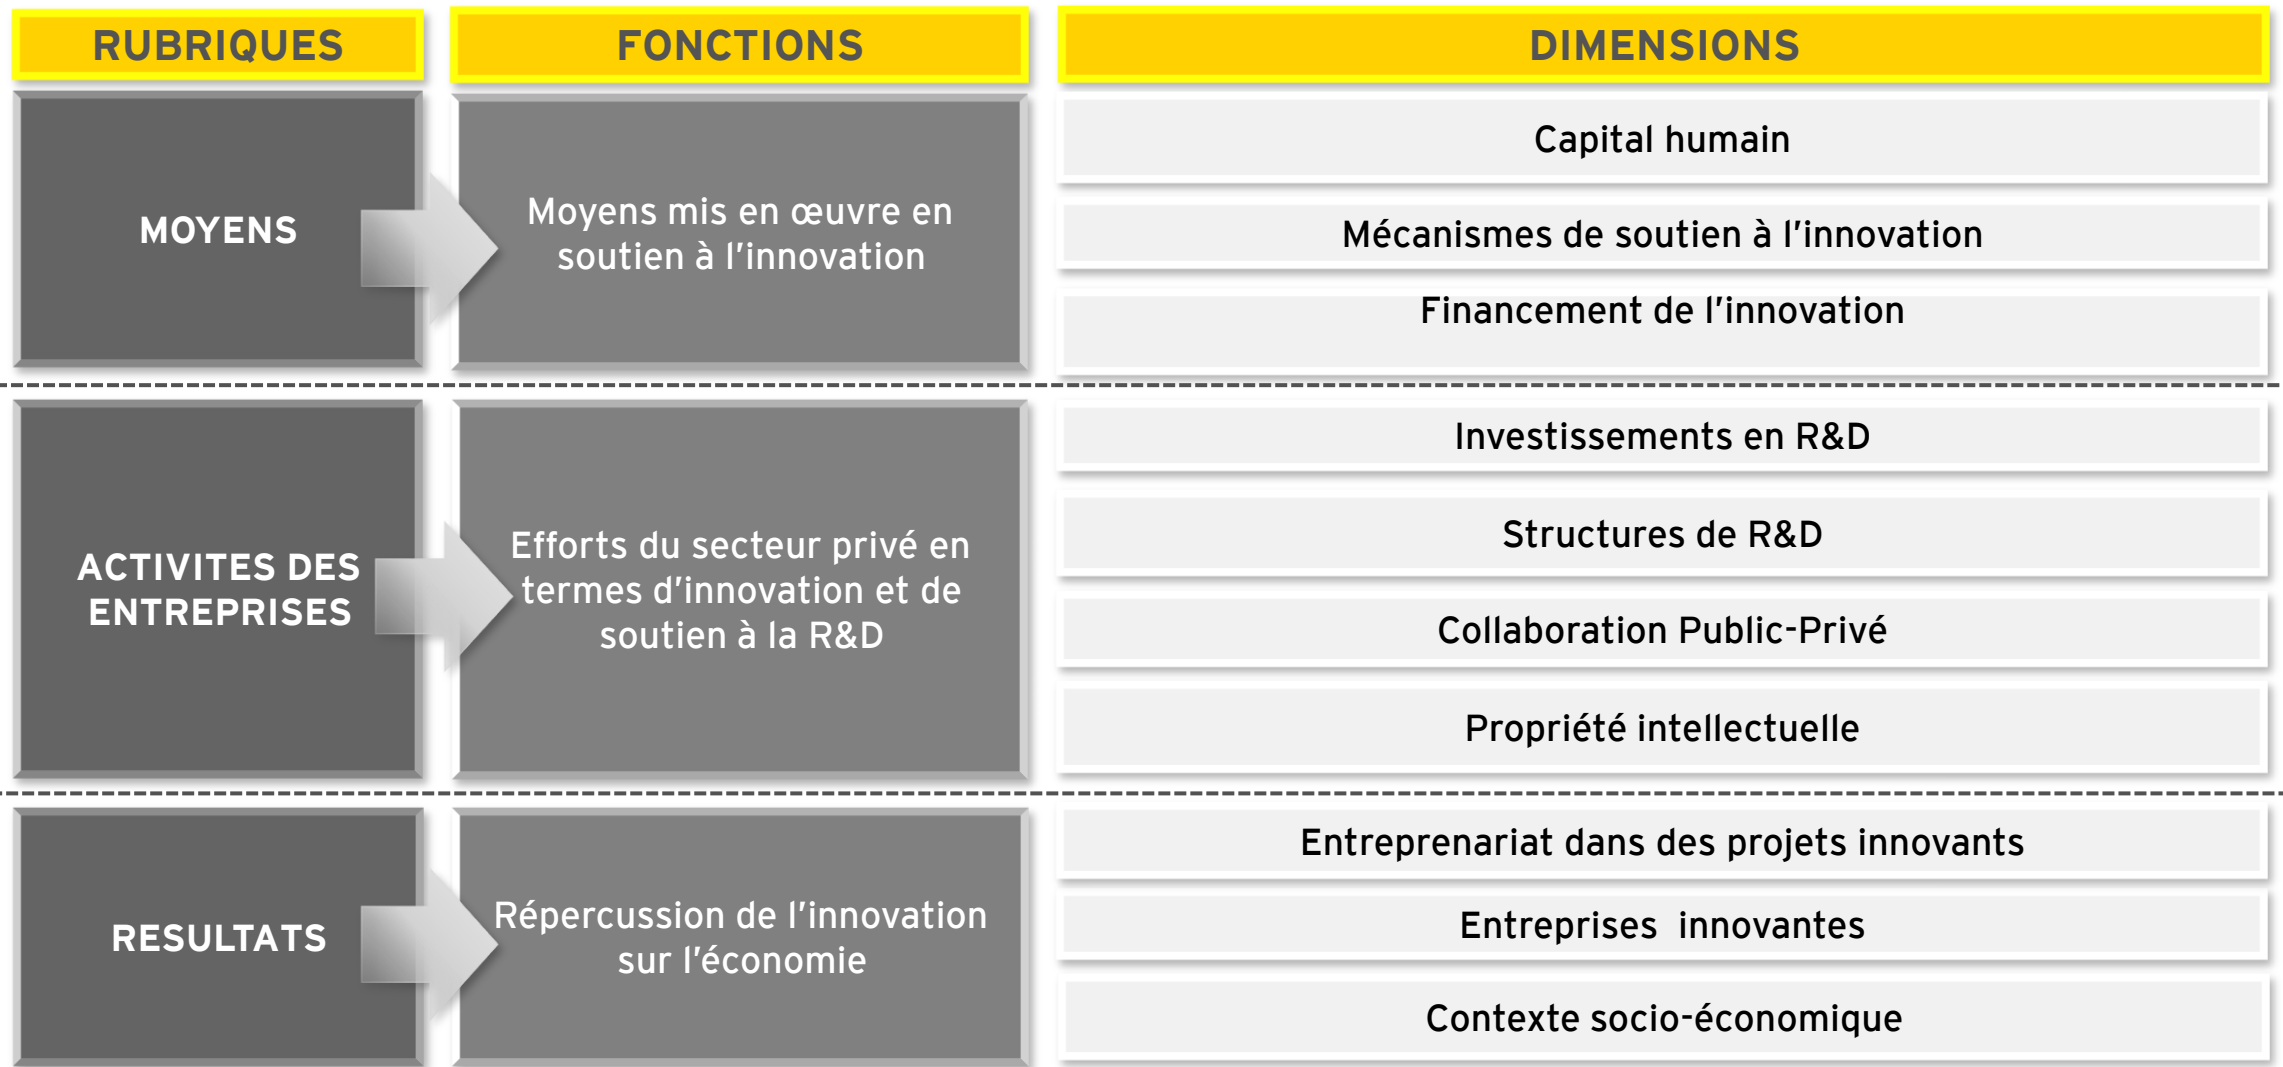 RUBRIQUES
FONCTIONS
DIMENSIONS
MOYENS
Moyens mis en œuvre en
soutien à l'innovation
Capital humain
Mécanismes de soutien à l'innovation
Financement de l'innovation
ACTIVITES DES
ENTREPRISES
Efforts du secteur privé en
termes d'innovation et de
soutien à la R&D
Investissements en R&D
Structures de R&D
Collaboration Public-Privé
Propriété intellectuelle
RESULTATS
Répercussion de l'innovation
sur l'économie
Entreprenariat dans des projets innovants
Entreprises  innovantes
Contexte socio-économique